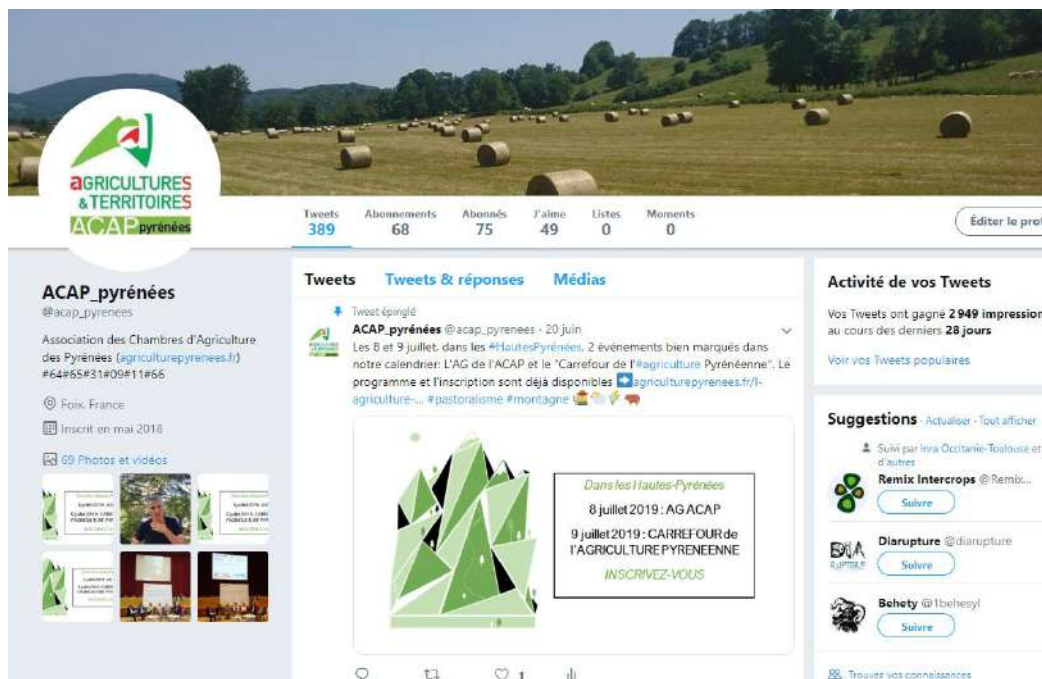 aGRICULTURES
& TERRITOIRES
ACAP pyrénées
Tweets
389
Abonnements
68
Abonnés
75
J'aime
49
Listes
0
Moments
0
Éditer le prof
ACAP_pyrénées
@acap_pyrenees
Association des Chambres d'Agriculture
des Pyrénées (agriculturepyrenees.fr)
#64#65#31#09#11#66
Foix, France
Inscrit en mai 2018
69 Photos et vidéos
Tweets
Tweets & réponses
Médias
Tweet épinglé
ACAP_pyrénées @acap_pyrenees · 20 juin
Les 8 et 9 juillet, dans les #HautesPyrénées, 2 événements bien marqués dans
notre calendrier: L'AG de l'ACAP et le "Carrefour de l'#agriculture Pyrénéenne". Le
programme et l'inscription sont déjà disponibles ➡agriculturepyrenees.fr/l-
agriculture-... #pastoralisme #montagne
Dans les Hautes-Pyrénées
8 juillet 2019 : AG ACAP
9 juillet 2019 : CARREFOUR de
l'AGRICULTURE PYRENEENNE
INSCRIVEZ-VOUS
1
Activité de vos Tweets
Vos Tweets ont gagné 2 949 impression
au cours des derniers 28 jours
Voir vos Tweets populaires
Suggestions · Actualiser · Tout afficher
Suivi par Inra Occitanie-Toulouse et
d'autres
Remix Intercrops @Remix...
Suivre
Diarupture @diarupture
Suivre
Behety @1behesyl
Suivre
Trouvez vos connaissances